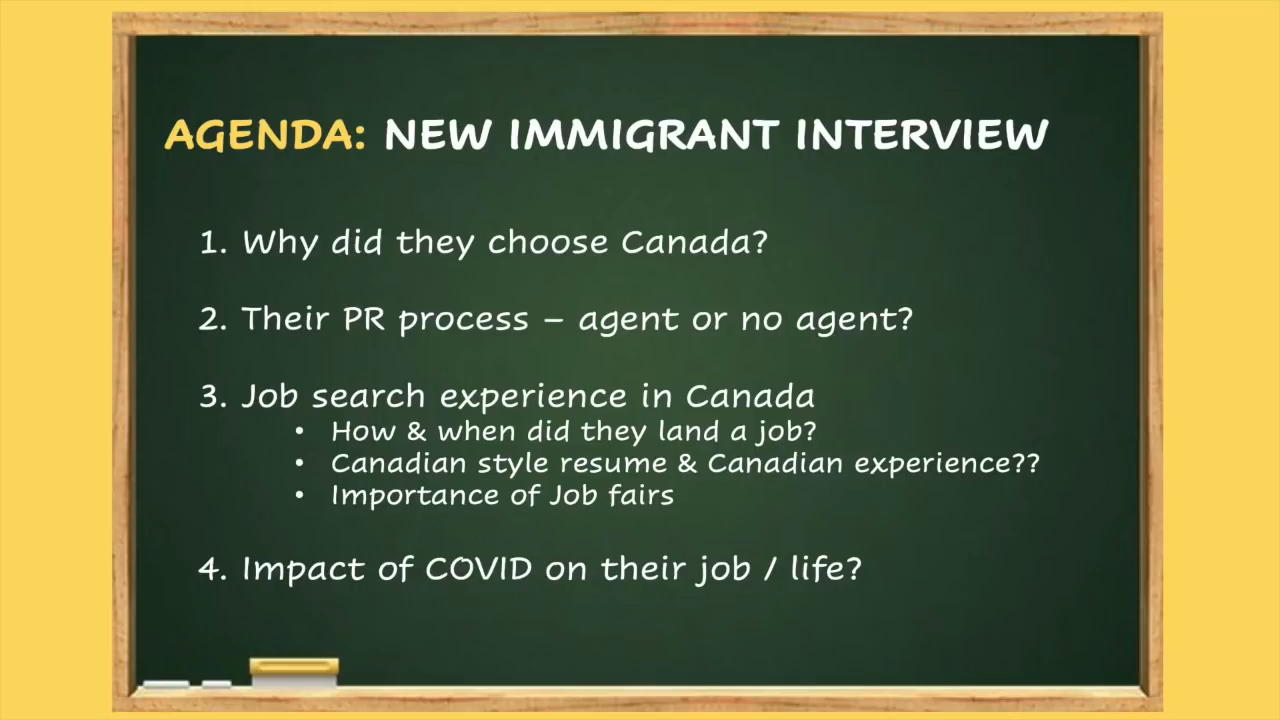 AGENDA: NEW IMMIGRANT INTERVIEW
1. Why did they choose Canada?
2. Their PR process – agent or no agent?
3. Job search experience in Canada
• How & when did they land a job?
• Canadian style resume & Canadian experience??
• Importance of Job fairs
4. Impact of COVID on their job / life?